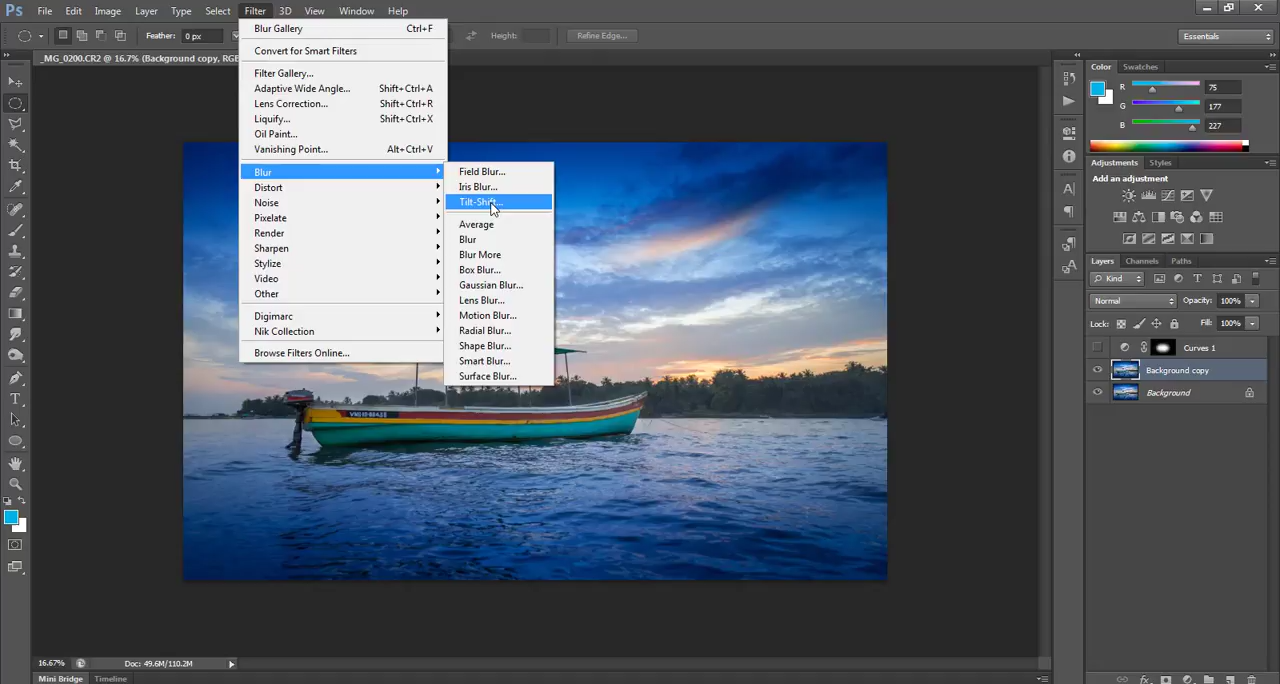 Ps File Edit Image Layer Type Select Filter 3D View Window Help
Feather: 0 px Height: Refine Edge... Essentials
_MG_0200.CR2 @ 16.7% (Background copy, RGB
Blur Gallery Ctrl+F
Convert for Smart Filters
Filter Gallery...
Adaptive Wide Angle... Shift+Ctrl+A
Lens Correction... Shift+Ctrl+R
Liquify... Shift+Ctrl+X
Oil Paint...
Vanishing Point... Alt+Ctrl+V
Blur
Distort
Noise
Pixelate
Render
Sharpen
Stylize
Video
Other
Digimarc
Nik Collection
Browse Filters Online...
Field Blur...
Iris Blur...
Tilt-Shift...
Average
Blur
Blur More
Box Blur...
Gaussian Blur...
Lens Blur...
Motion Blur...
Radial Blur...
Shape Blur...
Smart Blur...
Surface Blur...
Color Swatches
R 75
G 177
B 227
Adjustments Styles
Add an adjustment
Layers Channels Paths
Kind
Normal Opacity: 100%
Lock: Fill: 100%
Curves 1
Background copy
Background
16.67% Doc: 49.6M/110.2M
Mini Bridge Timeline